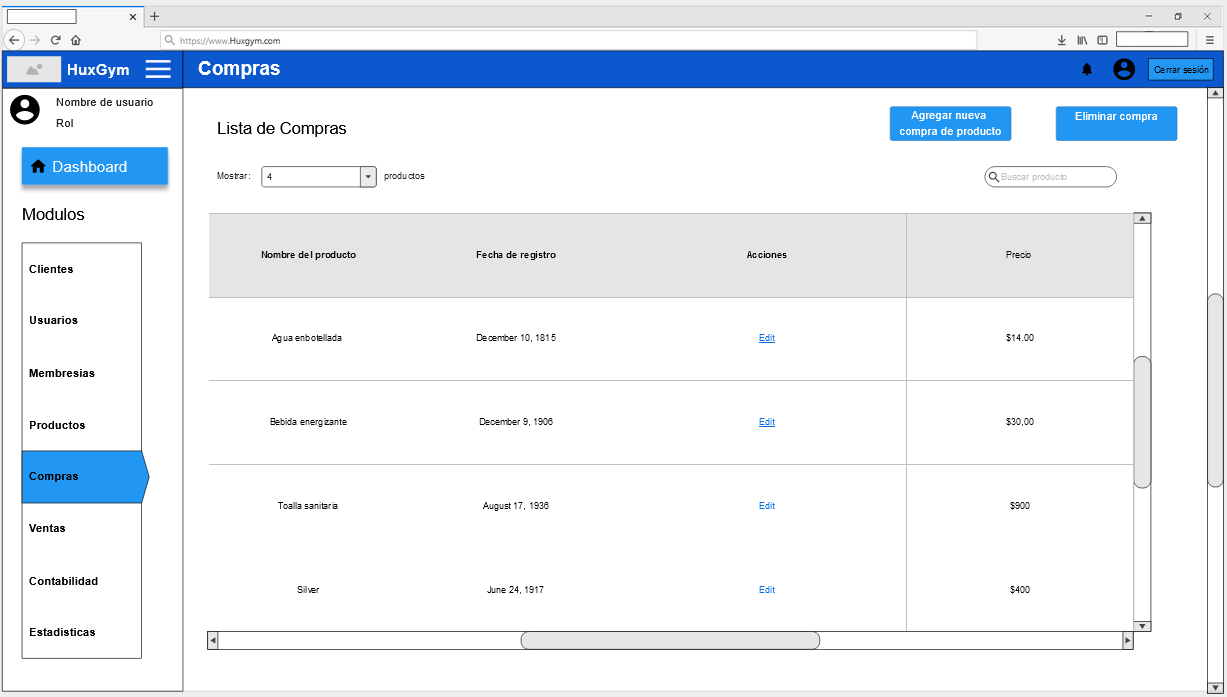 https://www.Huxgym.com
HuxGym
Compras
Cerrar sesión
Nombre de usuario
Rol
Dashboard
Modulos
Clientes
Usuarios
Membresias
Productos
Compras
Ventas
Contabilidad
Estadisticas
Lista de Compras
Agregar nueva
compra de producto
Eliminar compra
Mostrar: 4 productos
Buscar producto
Nombre del producto Fecha de registro Acciones Precio
Agua enbotellada December 10, 1815 Edit $14.00
Bebida energizante December 9, 1906 Edit $30,00
Toalla sanitaria August 17, 1936 Edit $900
Silver June 24, 1917 Edit $400